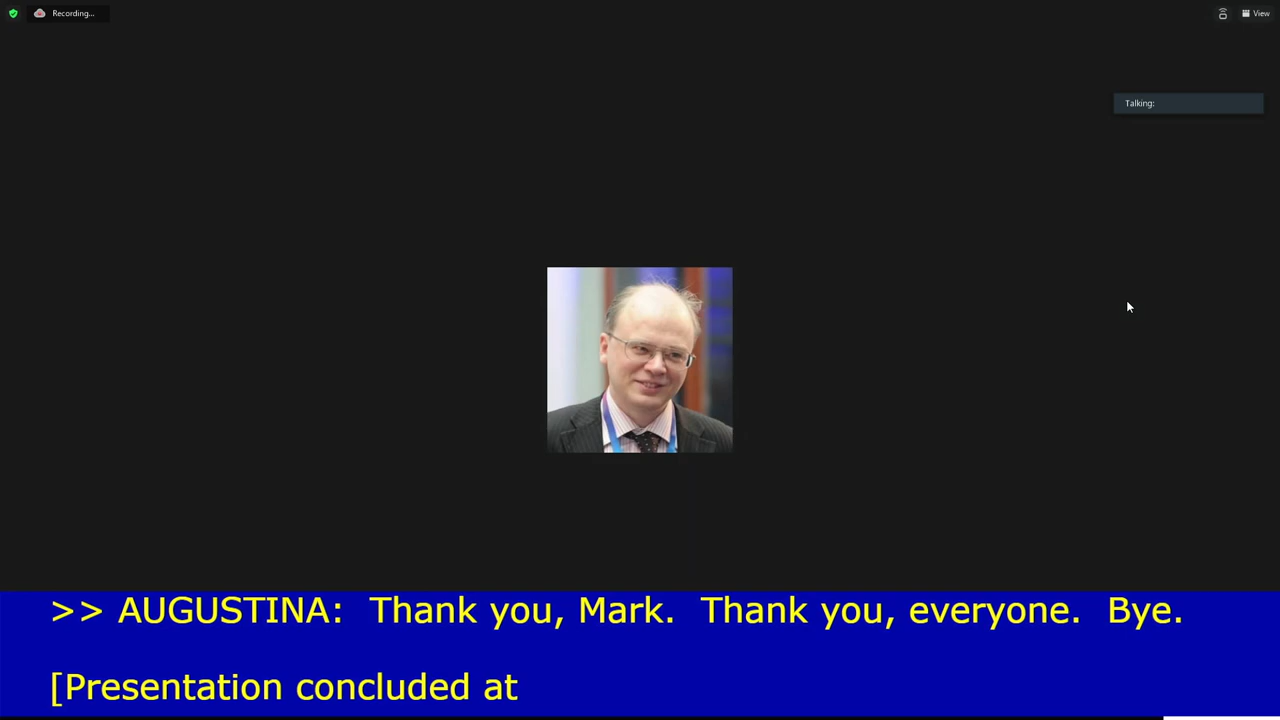 Recording...
View
Talking:
>> AUGUSTINA:  Thank you, Mark.  Thank you, everyone.  Bye.
[Presentation concluded at